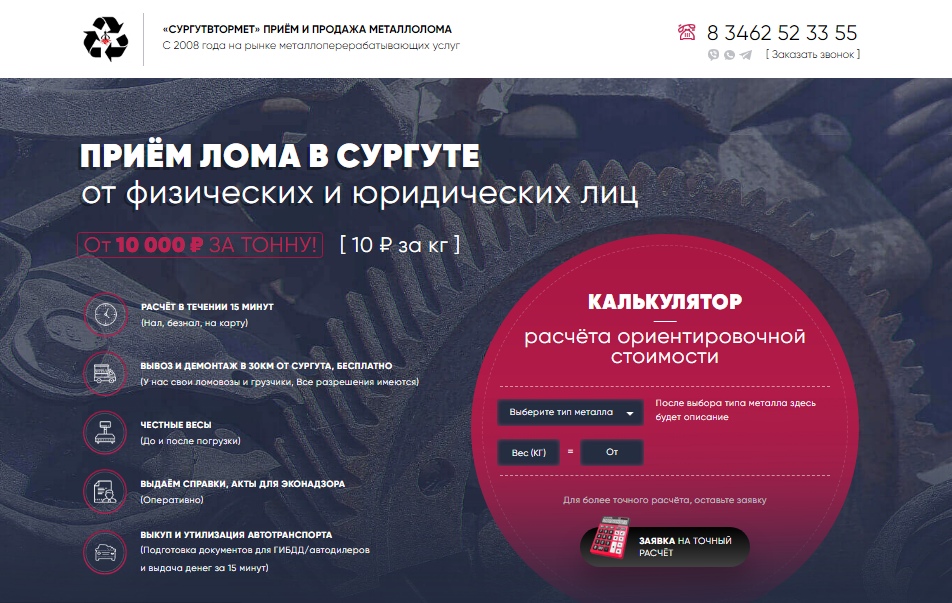 «СУРГУТВТОРМЕТ» ПРИЁМ И ПРОДАЖА МЕТАЛЛОЛОМА
С 2008 года на рынке металлоперерабатывающих услуг
8 3462 52 33 55
[ Заказать звонок ]
ПРИЁМ ЛОМА В СУРГУТЕ
от физических и юридических лиц
От 10 000 ₽ ЗА ТОННУ! [ 10 ₽ за кг ]
РАСЧЁТ В ТЕЧЕНИИ 15 МИНУТ
(Нал, безнал, на карту)
ВЫВОЗ И ДЕМОНТАЖ В 30КМ ОТ СУРГУТА, БЕСПЛАТНО
(У нас свои ломовозы и грузчики, Все разрешения имеются)
ЧЕСТНЫЕ ВЕСЫ
(До и после погрузки)
ВЫДАЁМ СПРАВКИ, АКТЫ ДЛЯ ЭКОНАДЗОРА
(Оперативно)
ВЫКУП И УТИЛИЗАЦИЯ АВТОТРАНСПОРТА
(Подготовка документов для ГИБДД/автодилеров
и выдача денег за 15 минут)
КАЛЬКУЛЯТОР
расчёта ориентировочной
стоимости
Выберите тип металла
После выбора типа металла здесь
будет описание
Вес (КГ) = От
Для более точного расчёта, оставьте заявку
ЗАЯВКА НА ТОЧНЫЙ
РАСЧЁТ